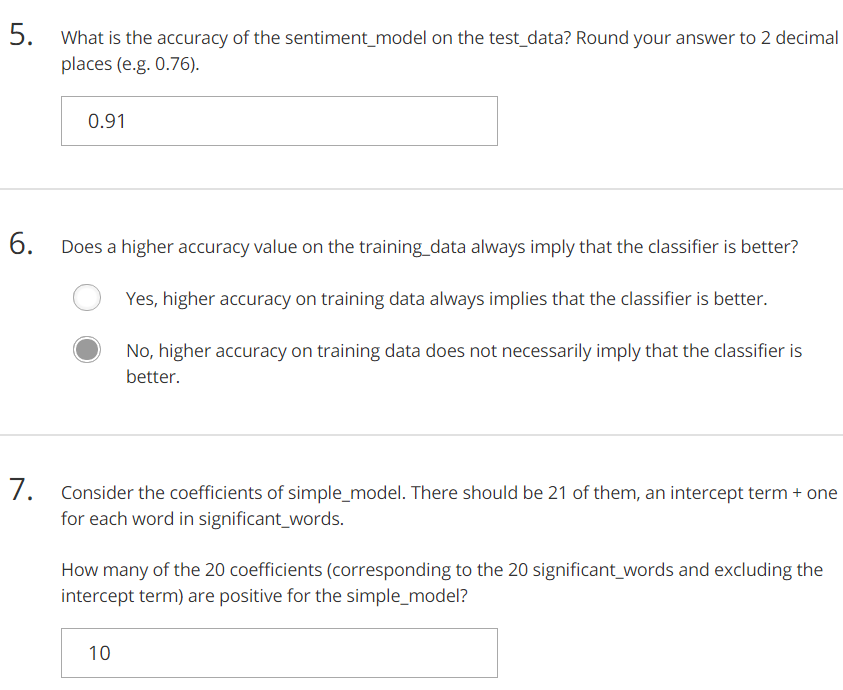 5. What is the accuracy of the sentiment_model on the test_data? Round your answer to 2 decimal
places (e.g. 0.76).
0.91
6. Does a higher accuracy value on the training_data always imply that the classifier is better?
Yes, higher accuracy on training data always implies that the classifier is better.
No, higher accuracy on training data does not necessarily imply that the classifier is
better.
7. Consider the coefficients of simple_model. There should be 21 of them, an intercept term + one
for each word in significant_words.
How many of the 20 coefficients (corresponding to the 20 significant_words and excluding the
intercept term) are positive for the simple_model?
10